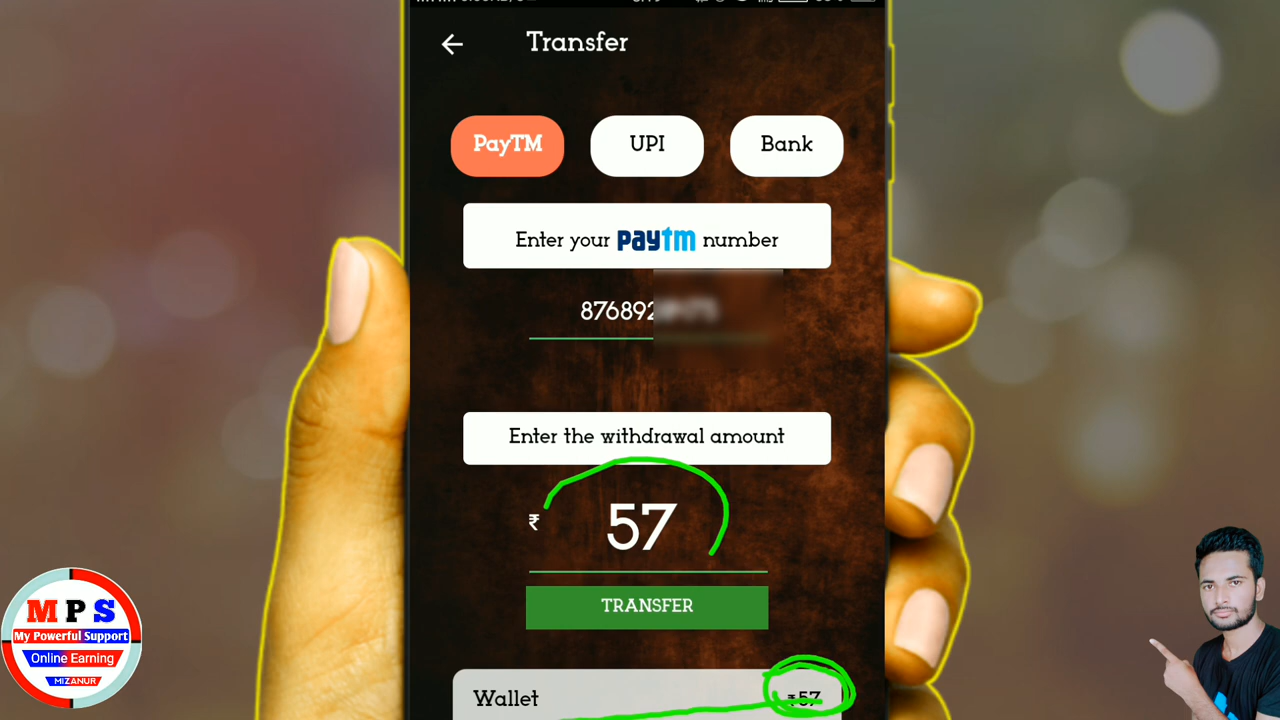 Transfer
PayTM
UPI
Bank
Enter your paytm number
876892
Enter the withdrawal amount
₹ 57
TRANSFER
Wallet ₹57
MPS
My Powerful Support
Online Earning
MIZANUR